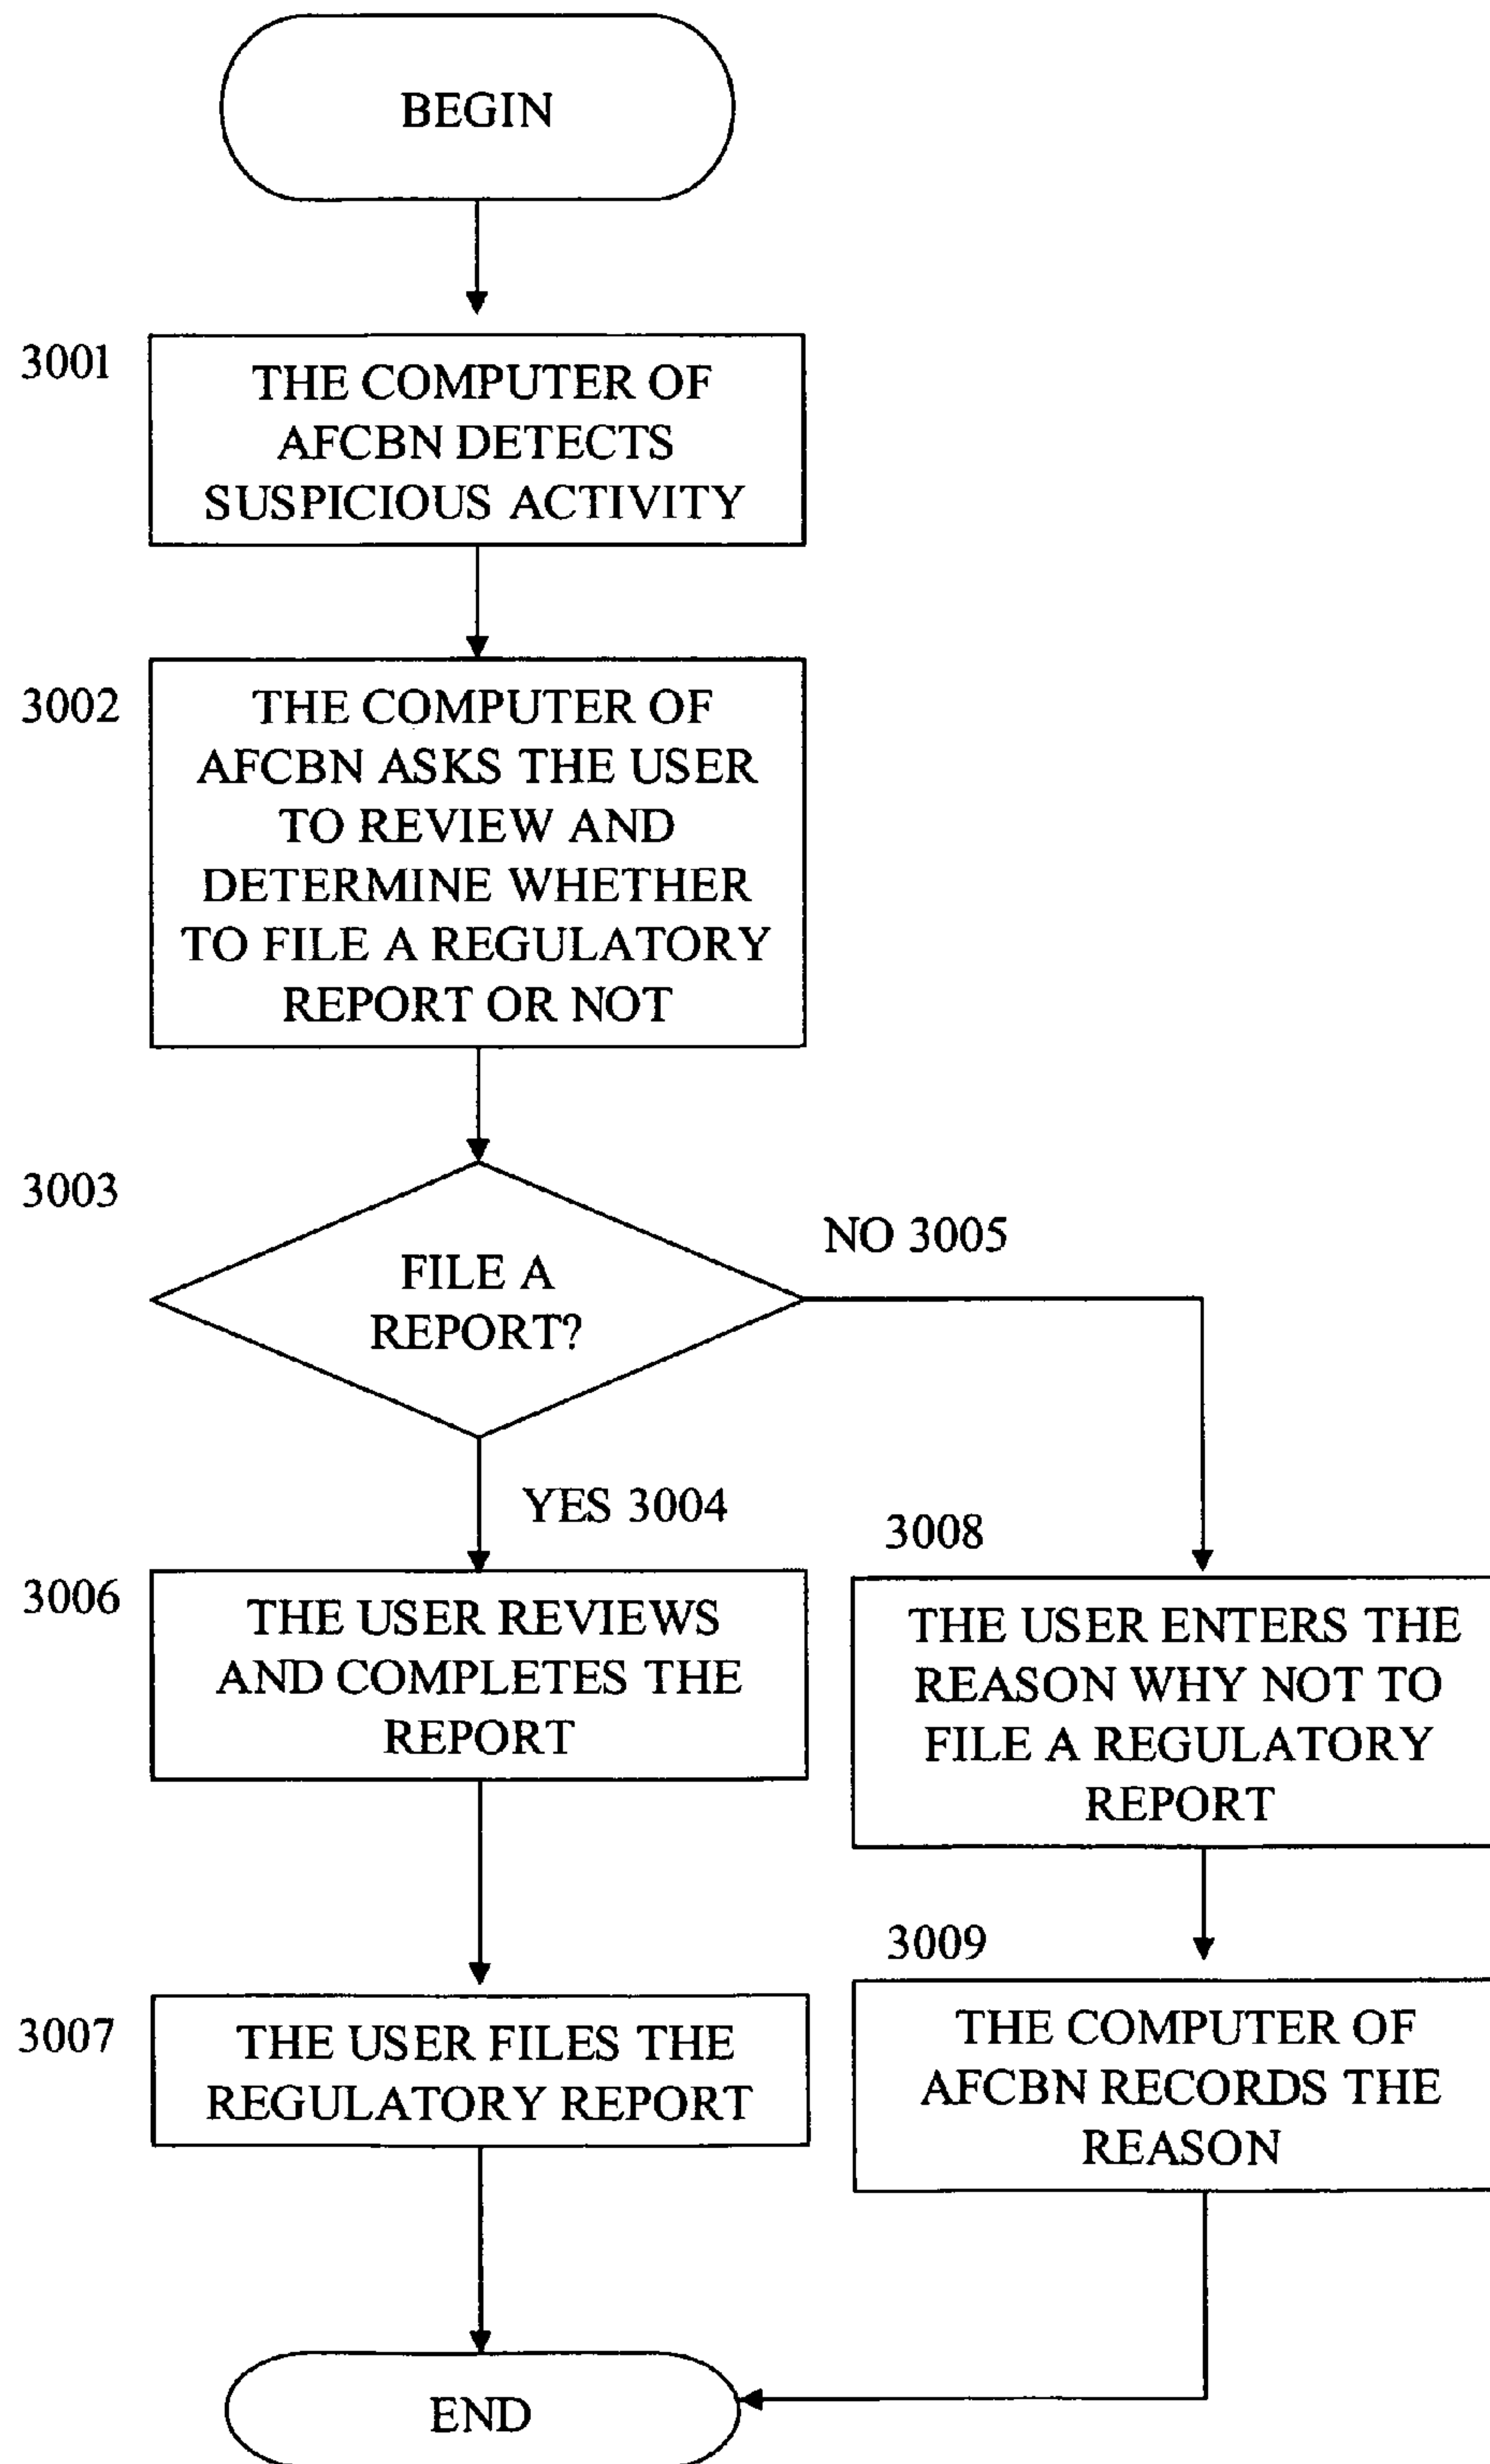 BEGIN
3001
THE COMPUTER OF
AFCBN DETECTS
SUSPICIOUS ACTIVITY
3002
THE COMPUTER OF
AFCBN ASKS THE USER
TO REVIEW AND
DETERMINE WHETHER
TO FILE A REGULATORY
REPORT OR NOT
3003
FILE A
REPORT?
NO 3005
YES 3004
3006
THE USER REVIEWS
AND COMPLETES THE
REPORT
3008
THE USER ENTERS THE
REASON WHY NOT TO
FILE A REGULATORY
REPORT
3007
THE USER FILES THE
REGULATORY REPORT
3009
THE COMPUTER OF
AFCBN RECORDS THE
REASON
END